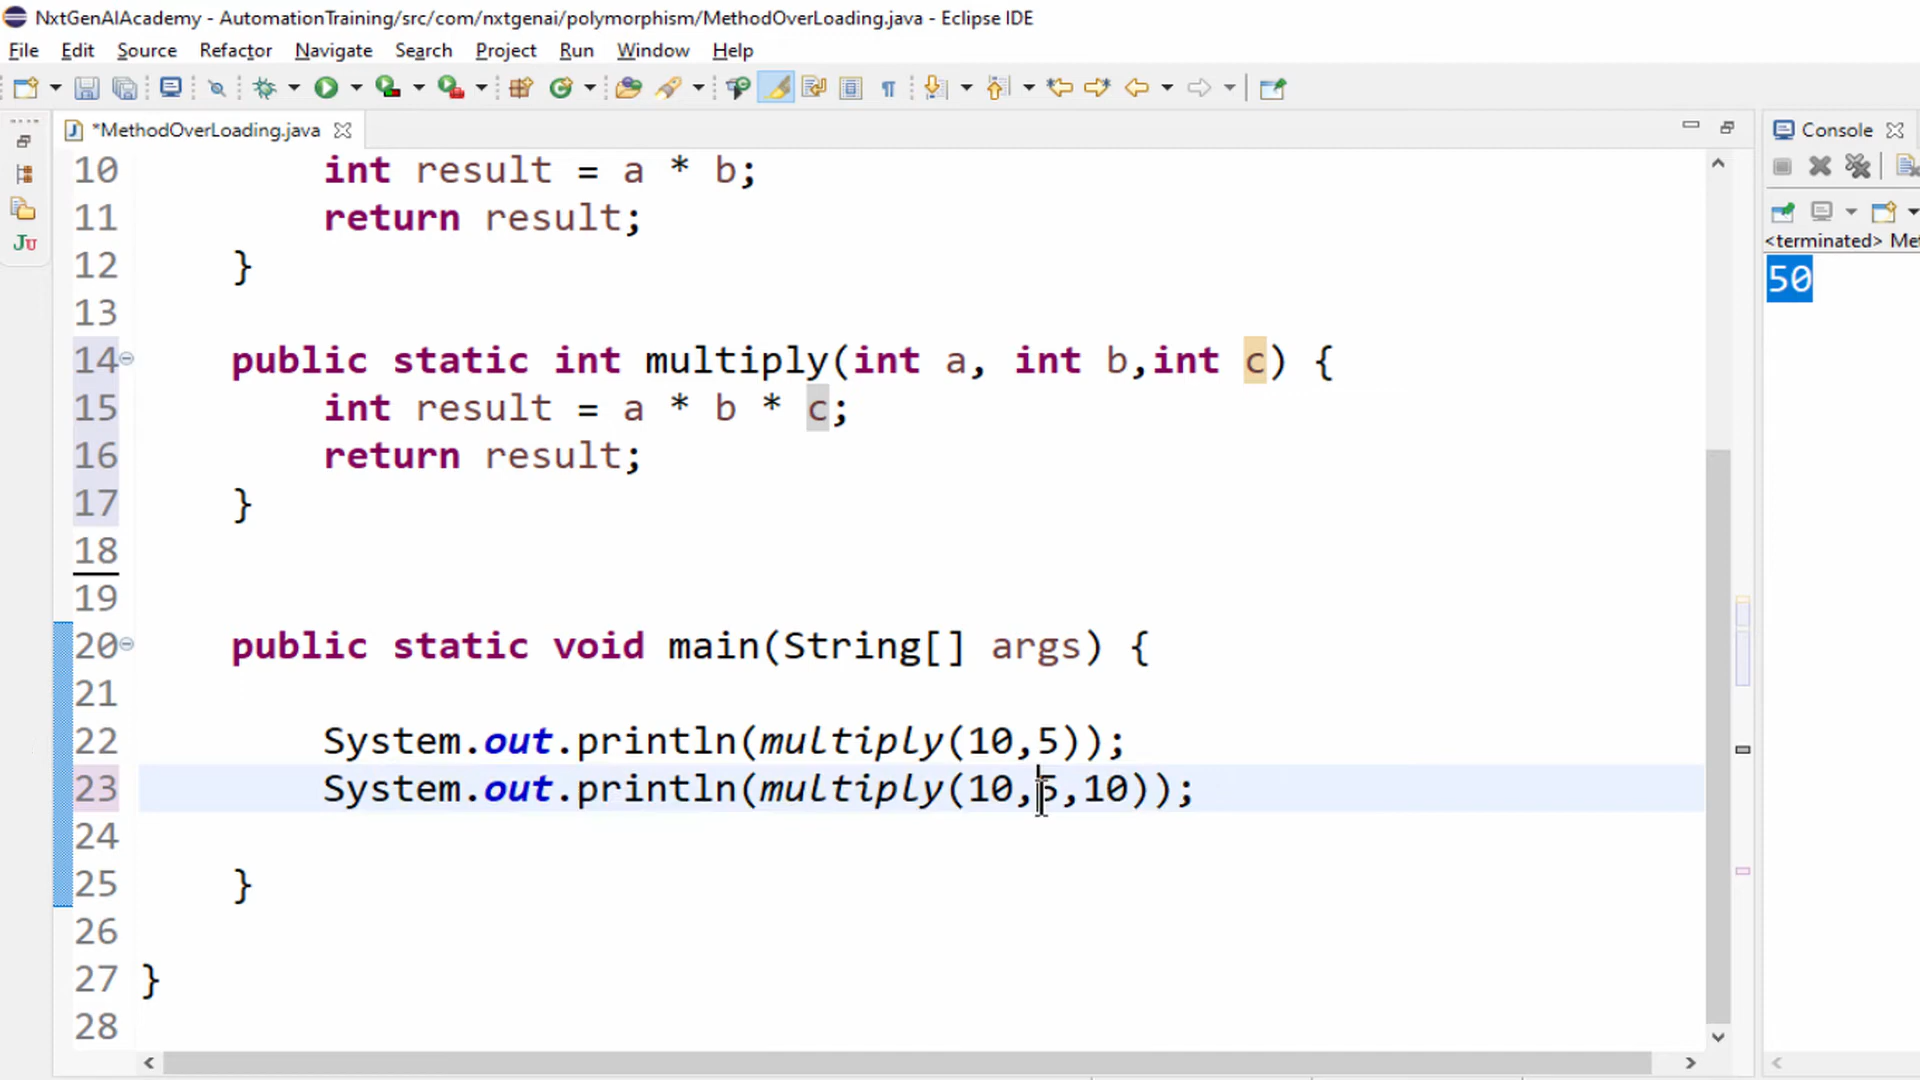 NxtGenAIAcademy - AutomationTraining/src/com/nxtgenai/polymorphism/MethodOverLoading.java - Eclipse IDE
File Edit Source Refactor Navigate Search Project Run Window Help
*MethodOverLoading.java
Console
<terminated> Me
50
10 int result = a * b;
11 return result;
12 }
13
14 public static int multiply(int a, int b,int c) {
15 int result = a * b * c;
16 return result;
17 }
18
19
20 public static void main(String[] args) {
21
22 System.out.println(multiply(10,5));
23 System.out.println(multiply(10,5,10));
24
25 }
26
27 }
28
JU